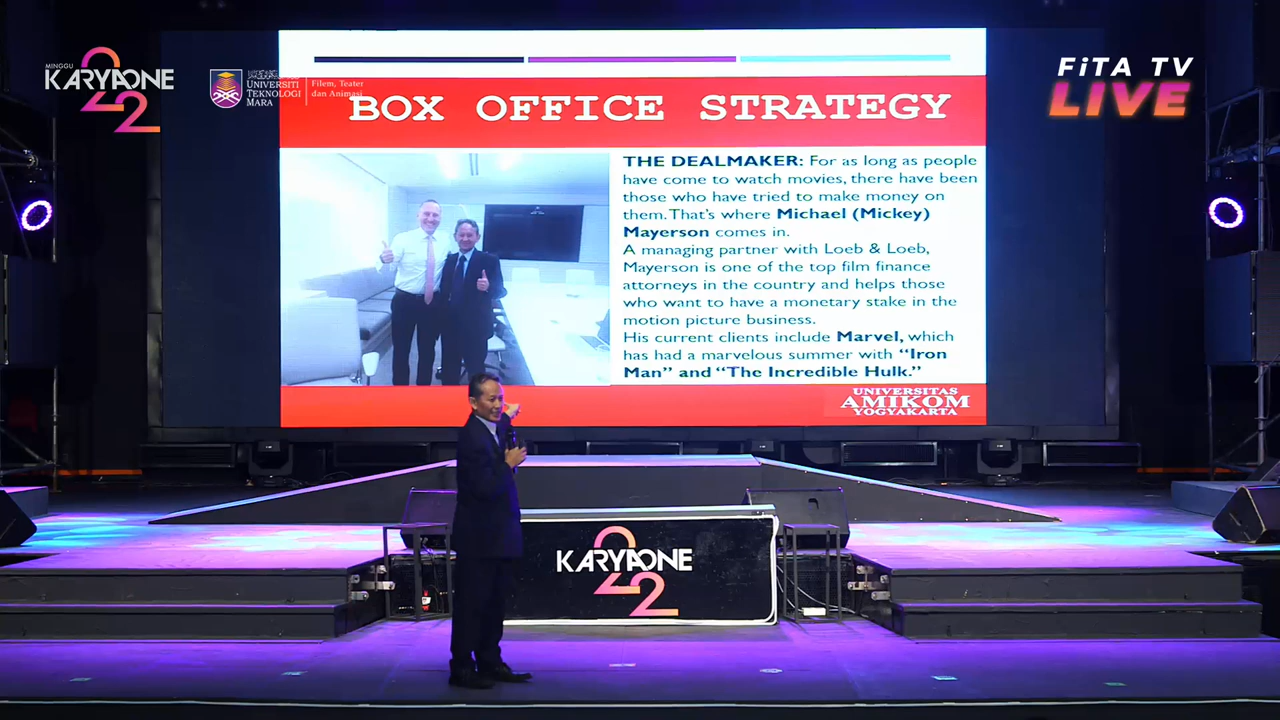 MINGGU
KARYAONE
22
UNIVERSITI
TEKNOLOGI
MARA
Filem, Teater
dan Animasi
FiTA TV
LIVE
BOX OFFICE STRATEGY
THE DEALMAKER: For as long as people
have come to watch movies, there have been
those who have tried to make money on
them. That's where Michael (Mickey)
Mayerson comes in.
A managing partner with Loeb & Loeb,
Mayerson is one of the top film finance
attorneys in the country and helps those
who want to have a monetary stake in the
motion picture business.
His current clients include Marvel, which
has had a marvelous summer with “Iron
Man” and “The Incredible Hulk.”
UNIVERSITAS
AMIKOM
YOGYAKARTA
KARYAONE
22